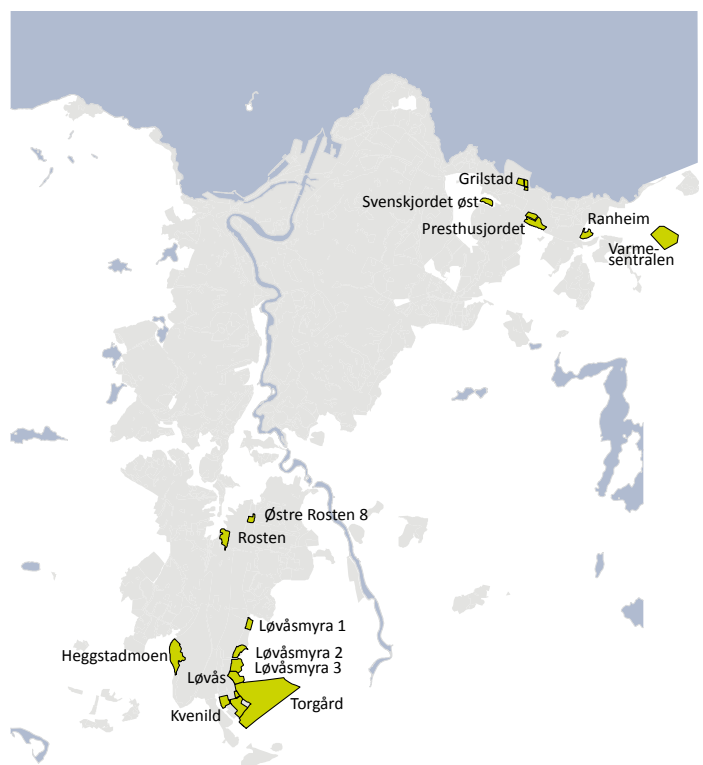 Grilstad
Svenskjordet øst
Presthusjordet
Ranheim
Varme-
sentralen
Østre Rosten 8
Rosten
Løvåsmyra 1
Løvåsmyra 2
Heggstadmoen
Løvåsmyra 3
Løvås
Torgård
Kvenild